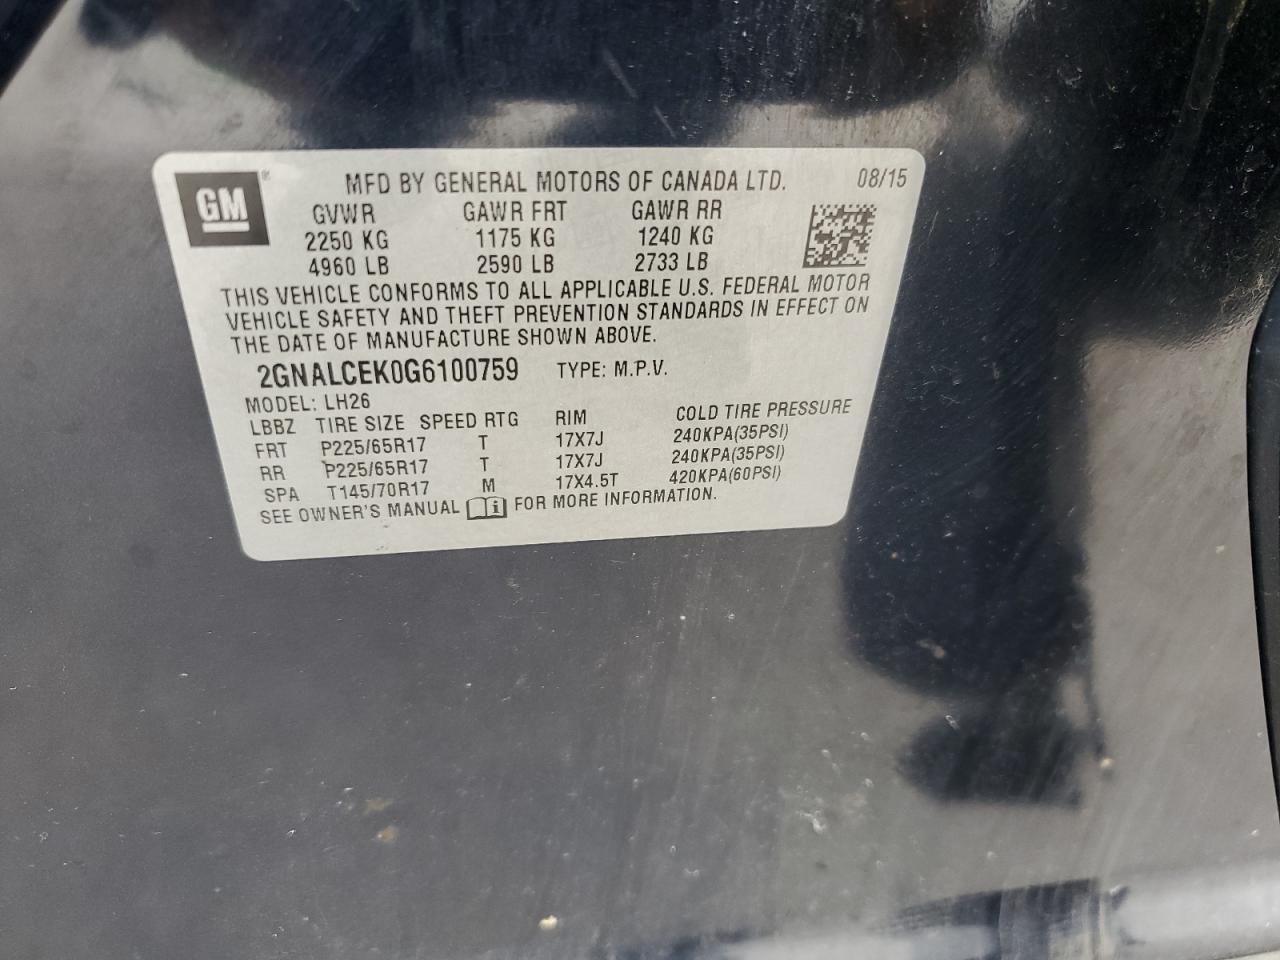 GM® MFD BY GENERAL MOTORS OF CANADA LTD. 08/15
GVWR GAWR FRT GAWR RR
2250 KG 1175 KG 1240 KG
4960 LB 2590 LB 2733 LB
THIS VEHICLE CONFORMS TO ALL APPLICABLE U.S. FEDERAL MOTOR
VEHICLE SAFETY AND THEFT PREVENTION STANDARDS IN EFFECT ON
THE DATE OF MANUFACTURE SHOWN ABOVE.
2GNALCEK0G6100759 TYPE: M.P.V.
MODEL: LH26
LBBZ TIRE SIZE SPEED RTG RIM COLD TIRE PRESSURE
FRT P225/65R17 T 17X7J 240KPA(35PSI)
RR P225/65R17 T 17X7J 240KPA(35PSI)
SPA T145/70R17 M 17X4.5T 420KPA(60PSI)
SEE OWNER'S MANUAL i FOR MORE INFORMATION.